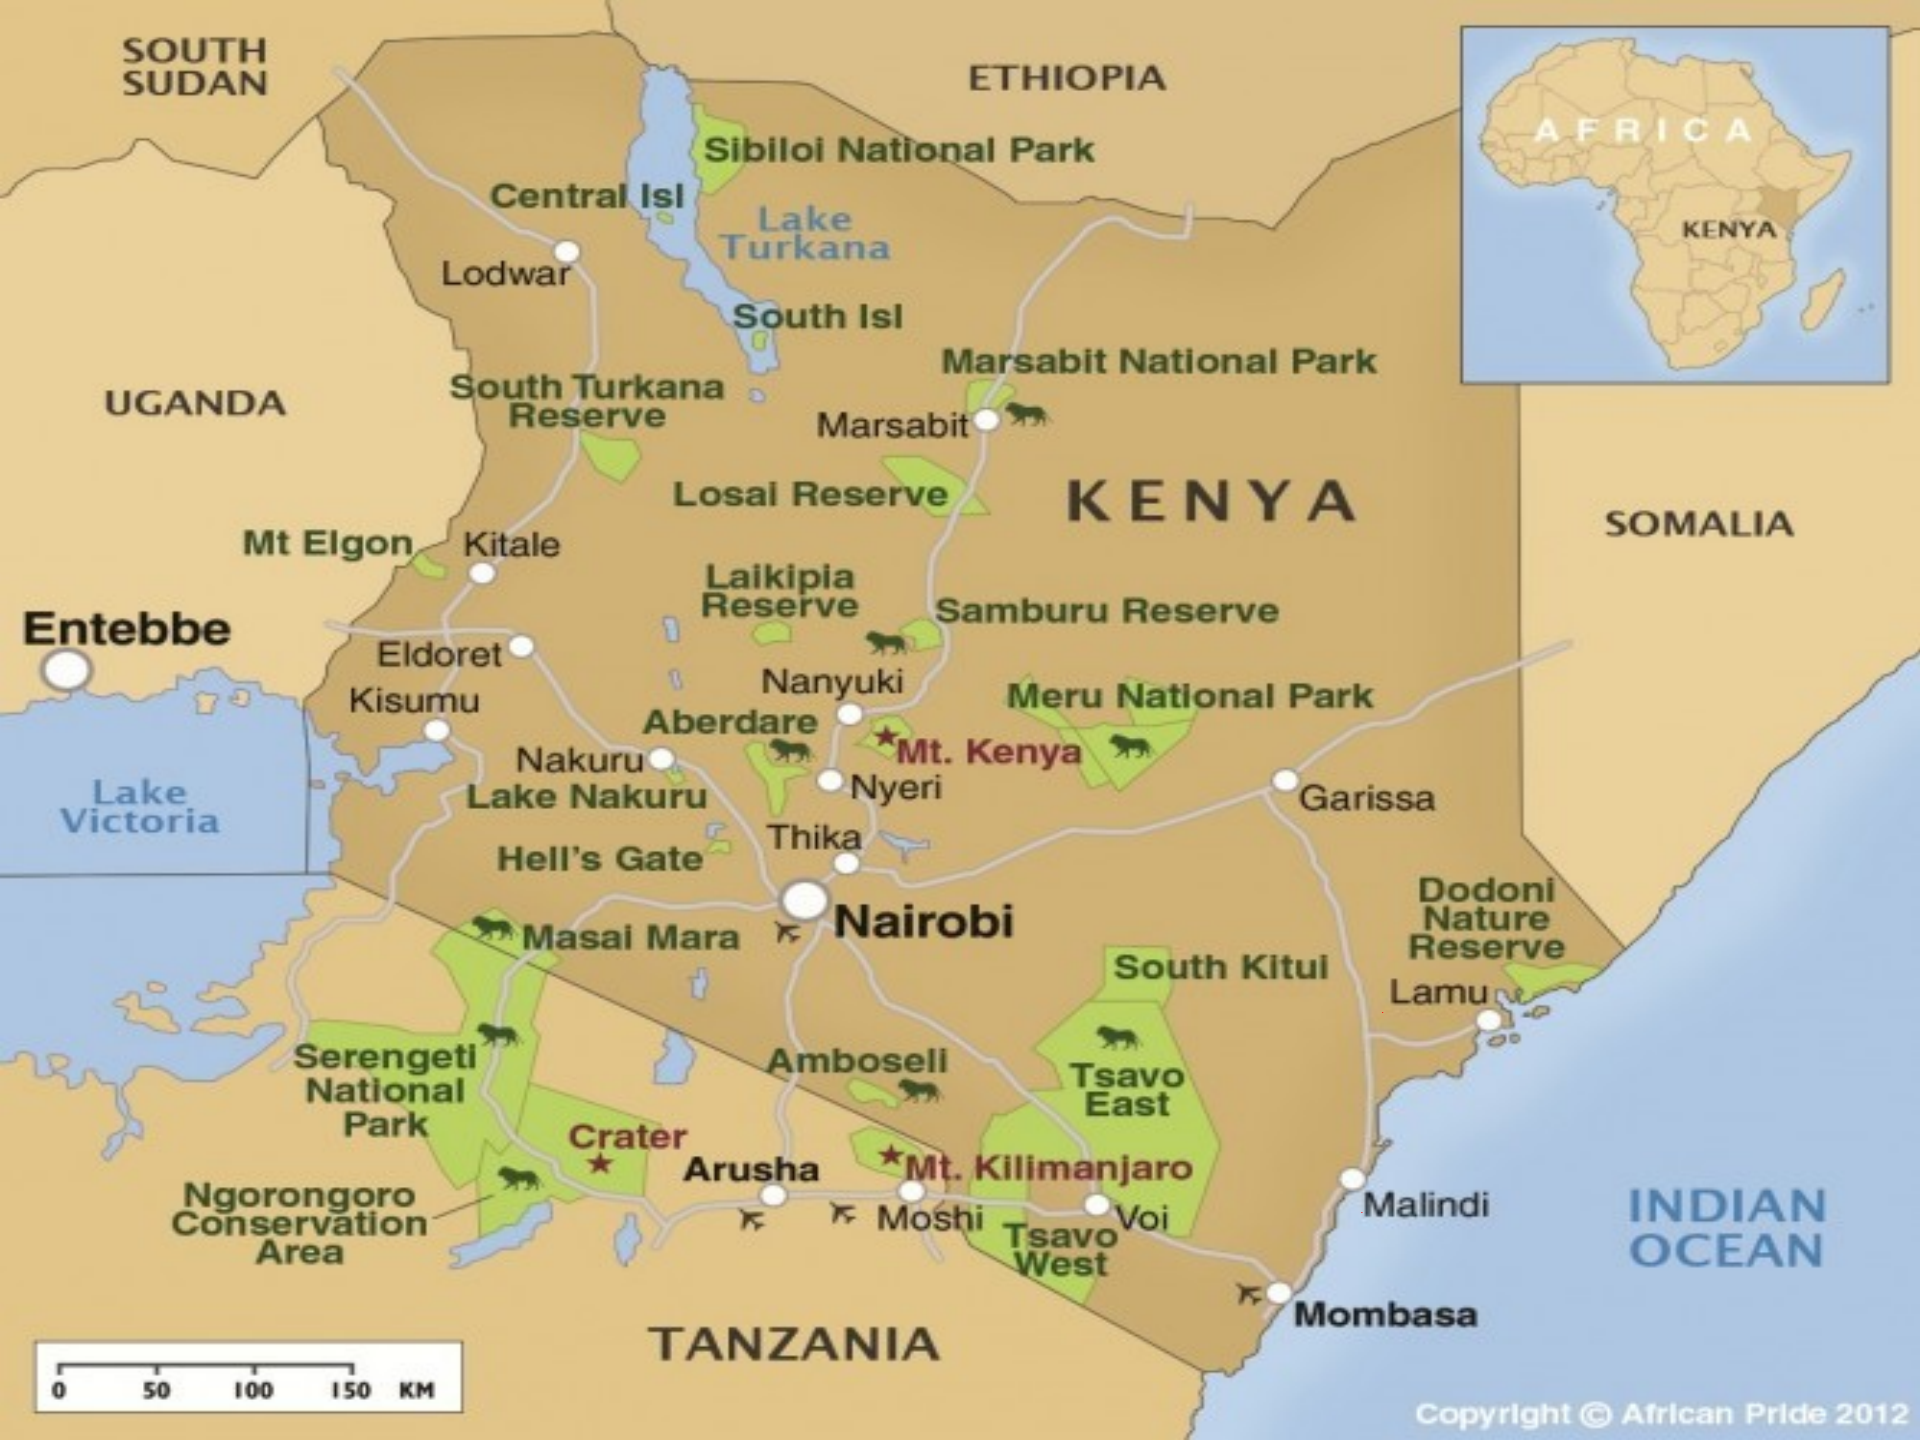 SOUTH
SUDAN
ETHIOPIA
AFRICA
KENYA
Sibiloi National Park
Central Isl
Lake
Turkana
Lodwar
South Isl
Marsabit National Park
South Turkana
Reserve
UGANDA
Marsabit
Losai Reserve
KENYA
SOMALIA
Mt Elgon
Kitale
Laikipia
Reserve
Samburu Reserve
Entebbe
Eldoret
Nanyuki
Kisumu
Meru National Park
Aberdare
Mt. Kenya
Nakuru
Nyeri
Lake Nakuru
Garissa
Lake
Victoria
Thika
Hell's Gate
Dodoni
Nature
Reserve
Nairobi
Masai Mara
South Kitui
Lamu
Serengeti
National
Park
Amboseli
Tsavo
East
Crater
Arusha
Mt. Kilimanjaro
Ngorongoro
Conservation
Area
Moshi
Voi
Malindi
Tsavo
West
INDIAN
OCEAN
Mombasa
TANZANIA
0 50 100 150 KM
Copyright © African Pride 2012